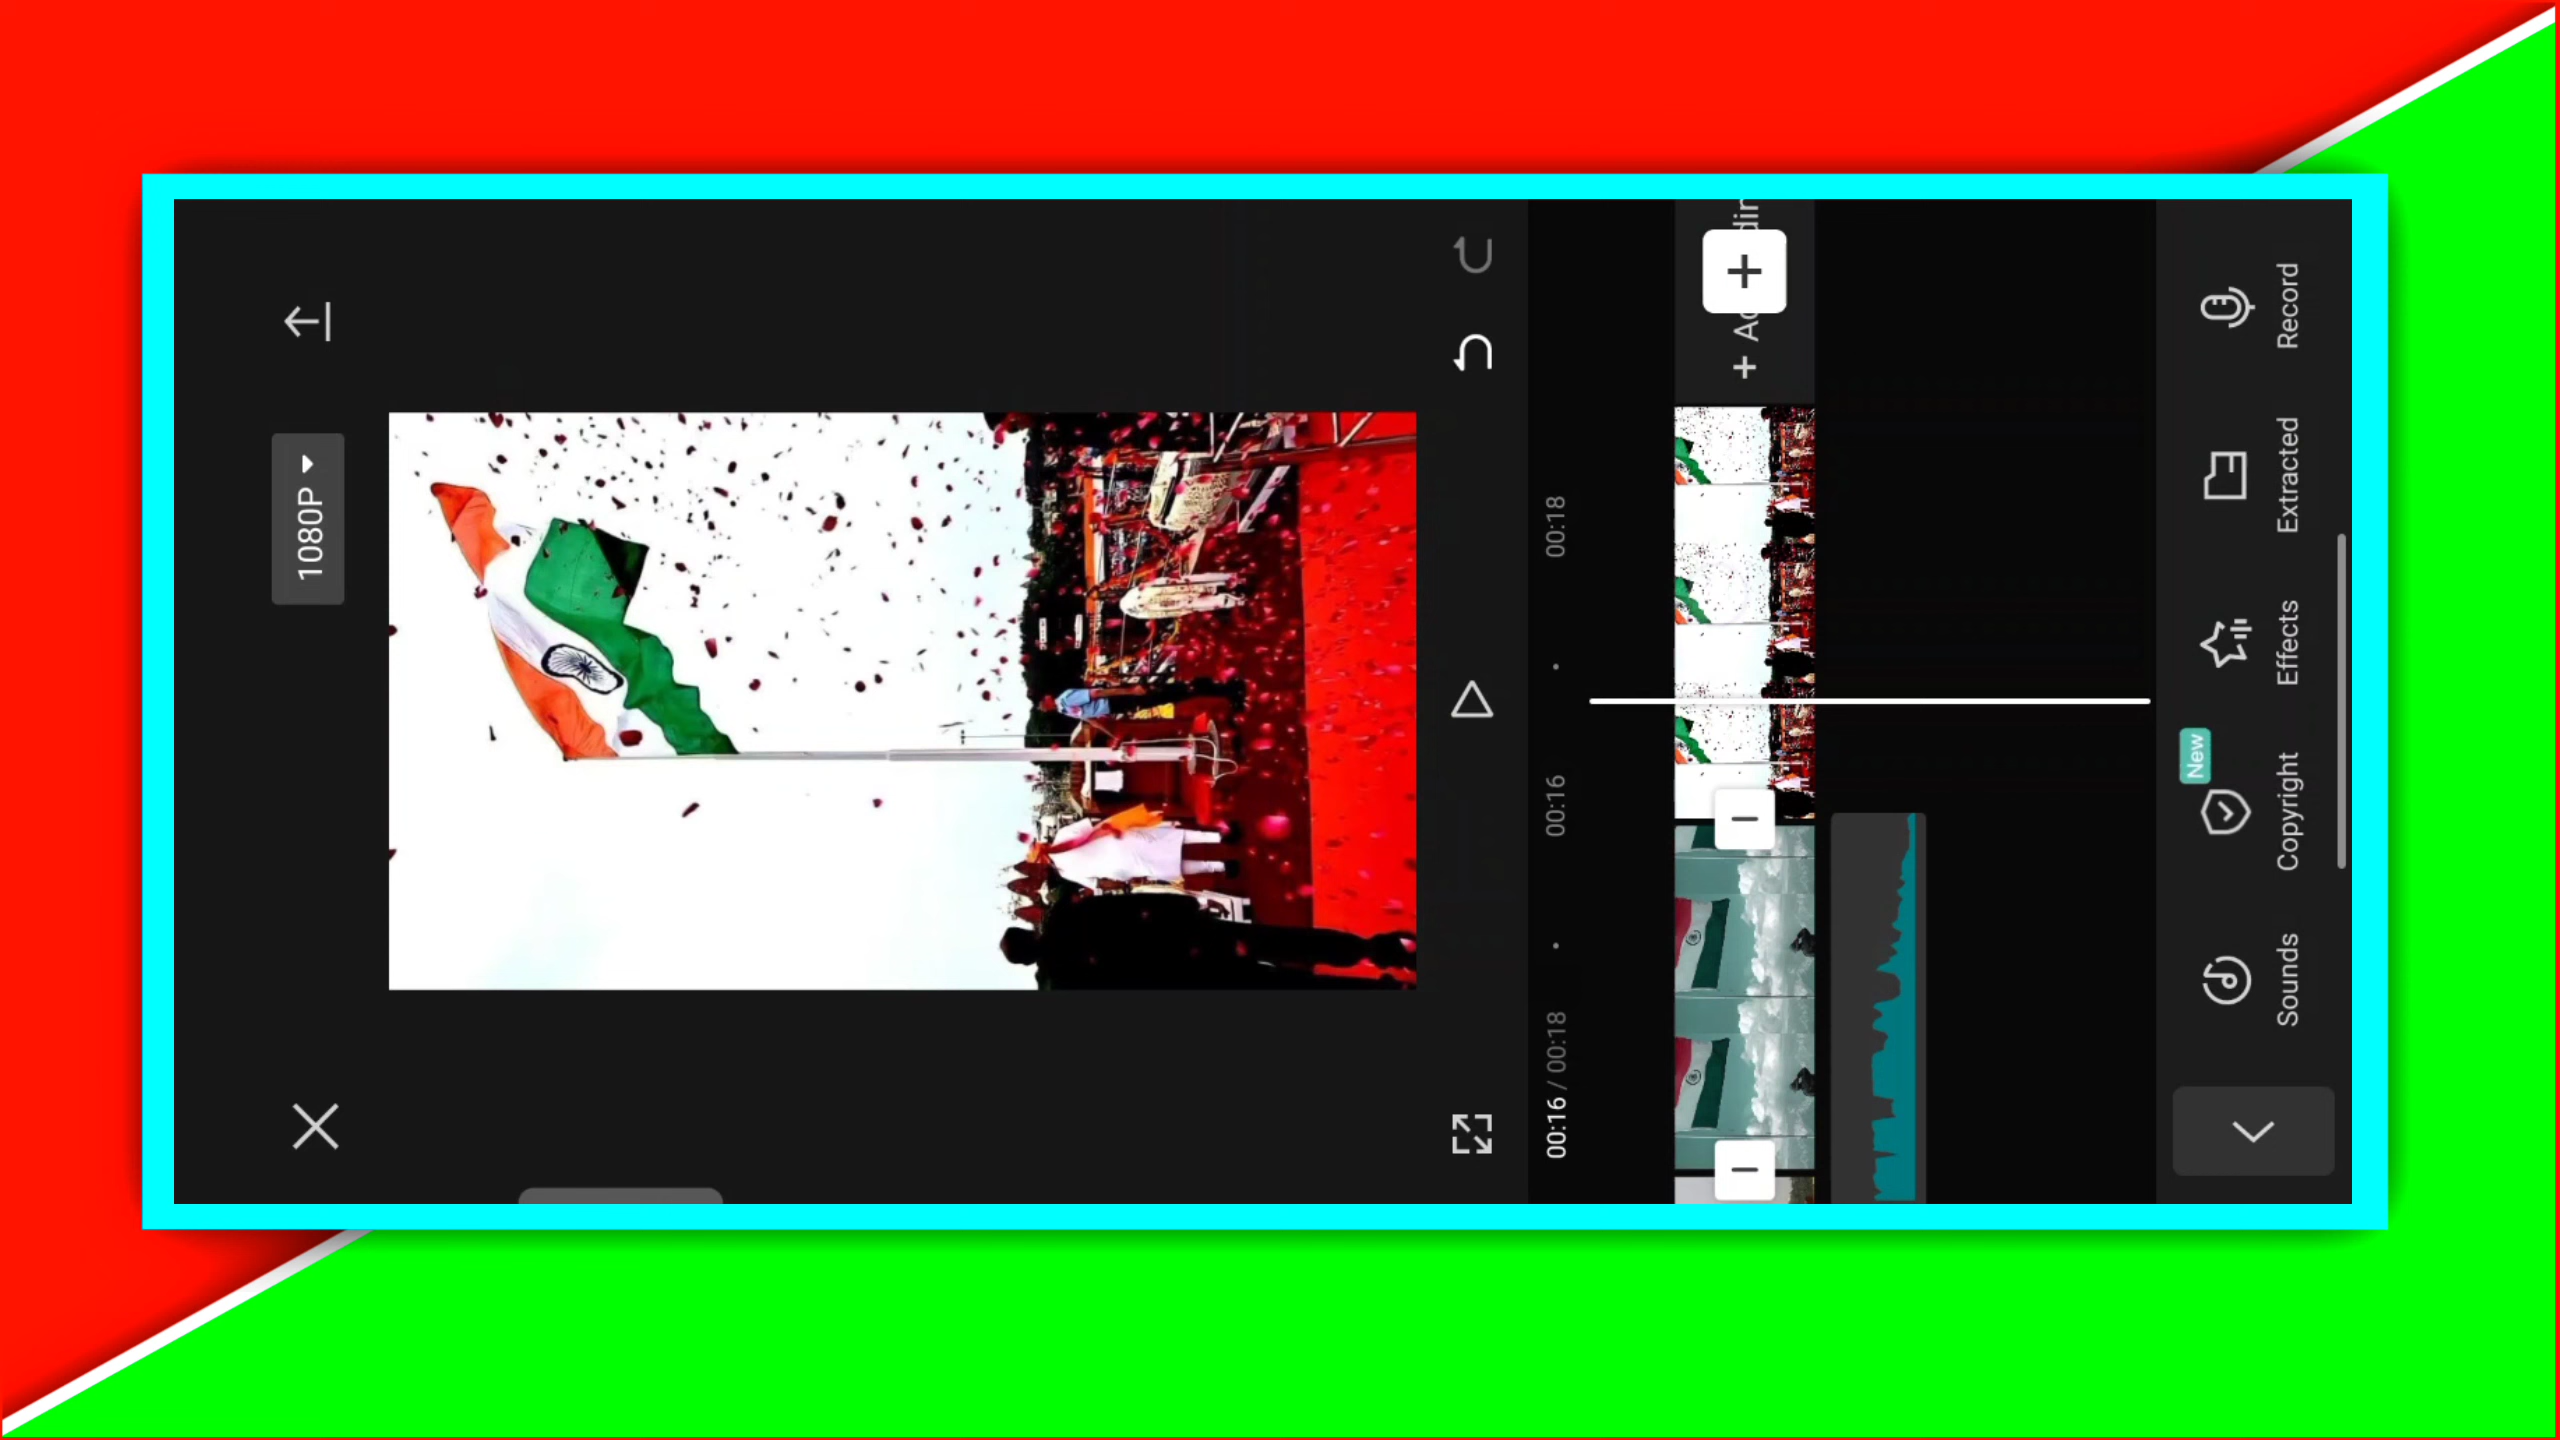 1080P
00:16 / 00:18
00:16
00:18
+ A
Sounds
Copyright
New
Effects
Extracted
Record